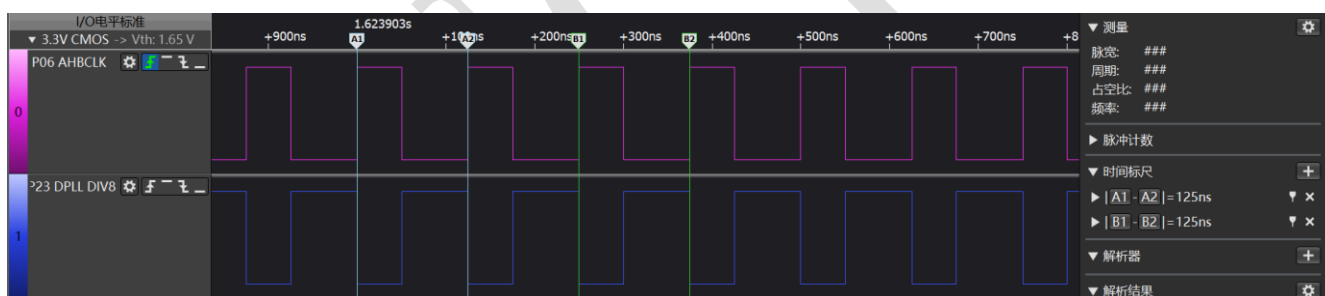 I/O电平标准
▼ 3.3V CMOS -> Vth: 1.65 V
1.623903s
+900ns A1 +100ns A2 +200ns B1 +300ns B2 +400ns +500ns +600ns +700ns +8
P06 AHBCLK
0
P23 DPLL DIV8
1
▼ 测量
脉宽: ###
周期: ###
占空比: ###
频率: ###
▶ 脉冲计数
▼ 时间标尺 +
▶ | A1 - A2 |=125ns
▶ | B1 - B2 |=125ns
▼ 解析器 +
▼ 解析结果